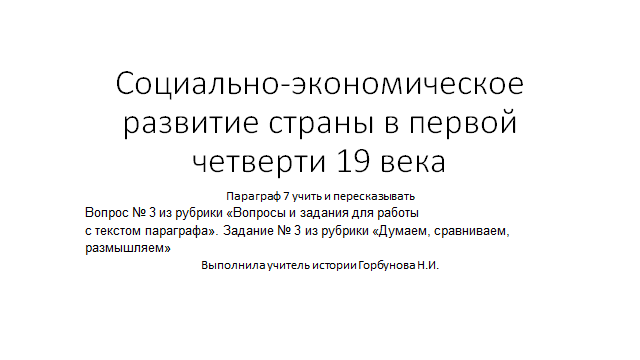 Социально-экономическое
развитие страны в первой
четверти 19 века
Параграф 7 учить и пересказывать
Вопрос № 3 из рубрики «Вопросы и задания для работы
с текстом параграфа». Задание № 3 из рубрики «Думаем, сравниваем,
размышляем»
Выполнила учитель истории Горбунова Н.И.